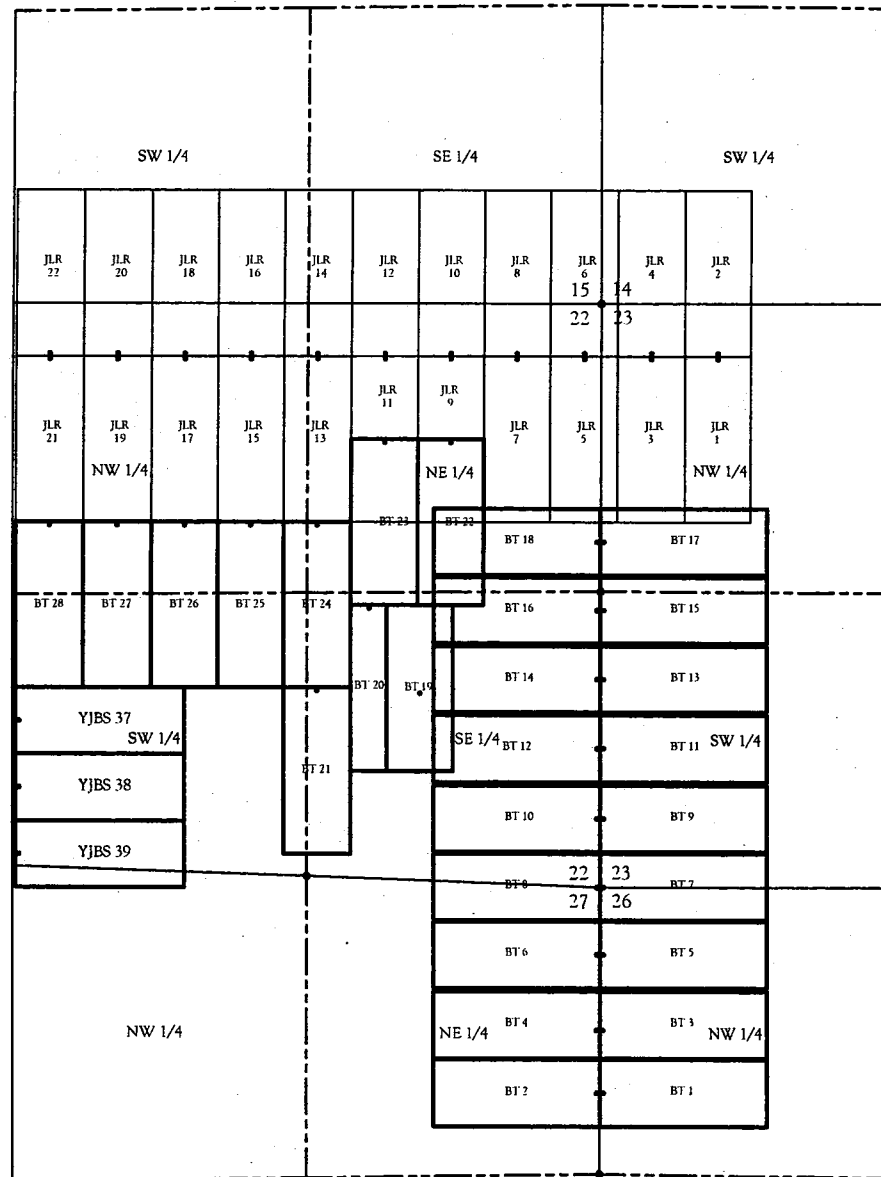 SW 1/4 SE 1/4 SW 1/4
JLR JLR JLR JLR JLR JLR JLR JLR JLR JLR JLR
22 20 18 16 14 12 10 8 6 4 2
15 14
22 23
JLR JLR
11 9
JLR JLR JLR JLR JLR JLR JLR JLR JLR
21 19 17 15 13 7 5 3 1
NW 1/4 NE 1/4 NW 1/4
BT 23 BT 22
BT 18 BT 17
BT 28 BT 27 BT 26 BT 25 BT 24
BT 16 BT 15
BT 20 BT 19 BT 14 BT 13
YJBS 37
SW 1/4 SE 1/4 SW 1/4
BT 12 BT 11
BT 21
YJBS 38
BT 10 BT 9
YJBS 39
22 23
BT 8 BT 7
27 26
BT 6 BT 5
BT 4 BT 3
NW 1/4 NE 1/4 NW 1/4
BT 2 BT 1